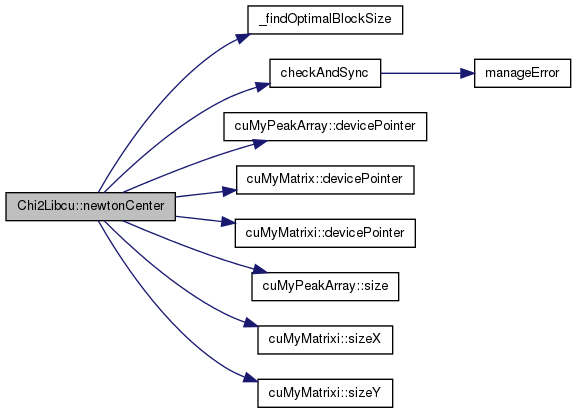 _findOptimalBlockSize
checkAndSync
manageError
cuMyPeakArray::devicePointer
cuMyMatrix::devicePointer
Chi2Libcu::newtonCenter
cuMyMatrixi::devicePointer
cuMyPeakArray::size
cuMyMatrixi::sizeX
cuMyMatrixi::sizeY